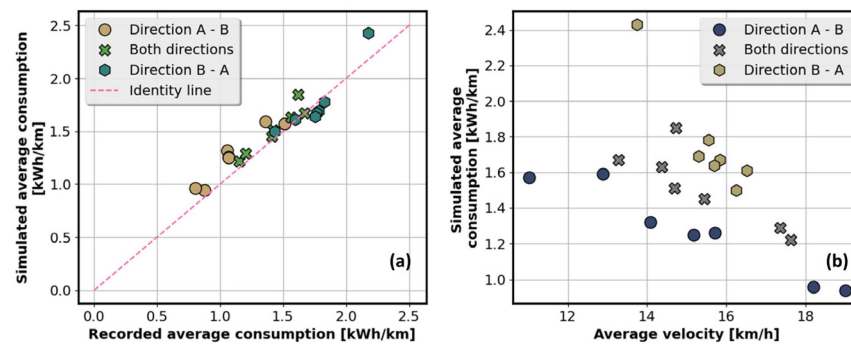 Direction A - B
Both directions
Direction B - A
Identity line
2.5
2.0
1.5
1.0
0.5
0.0
0.0
0.5
1.0
1.5
2.0
2.5
Simulated average consumption
[kWh/km]
Recorded average consumption [kWh/km]
(a)
Direction A - B
Both directions
Direction B - A
2.4
2.2
2.0
1.8
1.6
1.4
1.2
1.0
12
14
16
18
Simulated average
consumption [kWh/km]
Average velocity [km/h]
(b)